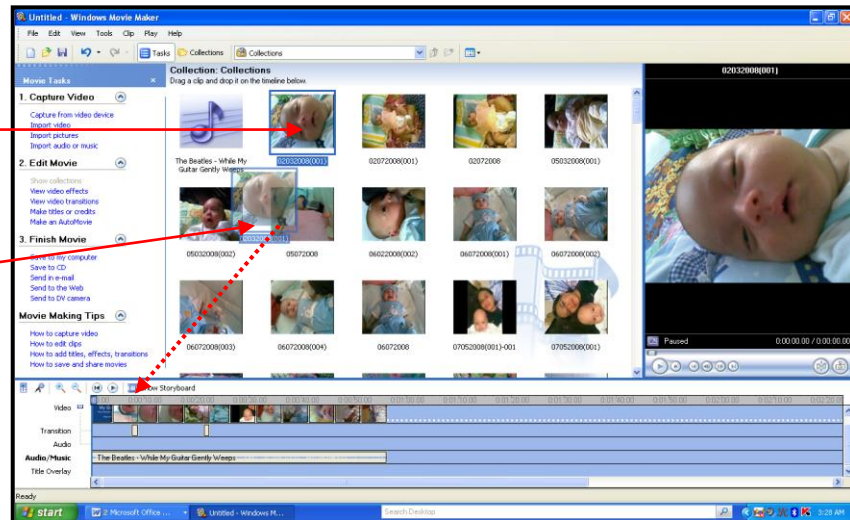 Untitled - Windows Movie Maker
File Edit View Tools Clip Play Help
Tasks Collections Collections
Movie Tasks
1. Capture Video
Capture from video device
Import video
Import pictures
Import audio or music
2. Edit Movie
Show collections
View video effects
View video transitions
Make titles or credits
Make an AutoMovie
3. Finish Movie
Save to my computer
Save to CD
Send in e-mail
Send to the Web
Send to DV camera
Movie Making Tips
How to capture video
How to edit clips
How to add titles, effects, transitions
How to save and share movies
Collection: Collections
Drag a clip and drop it on the timeline below.
The Beatles - While My
Guitar Gently Weeps
02032008(001)
02072008(001)
02072008
05032008(001)
05032008(002)
05072008
06022008(002)
06072008(001)
06072008(002)
06072008(003)
06072008(004)
06072008
07052008(001)-001
07052008(001)
02032008(001)
Paused
0:00:00.00 / 0:00:00.00
Show Storyboard
Video
Transition
Audio
Audio/Music
The Beatles - While My Guitar Gently Weeps
Title Overlay
Ready
start
2 Microsoft Office ...
Untitled - Windows M...
Search Desktop
3:20 AM